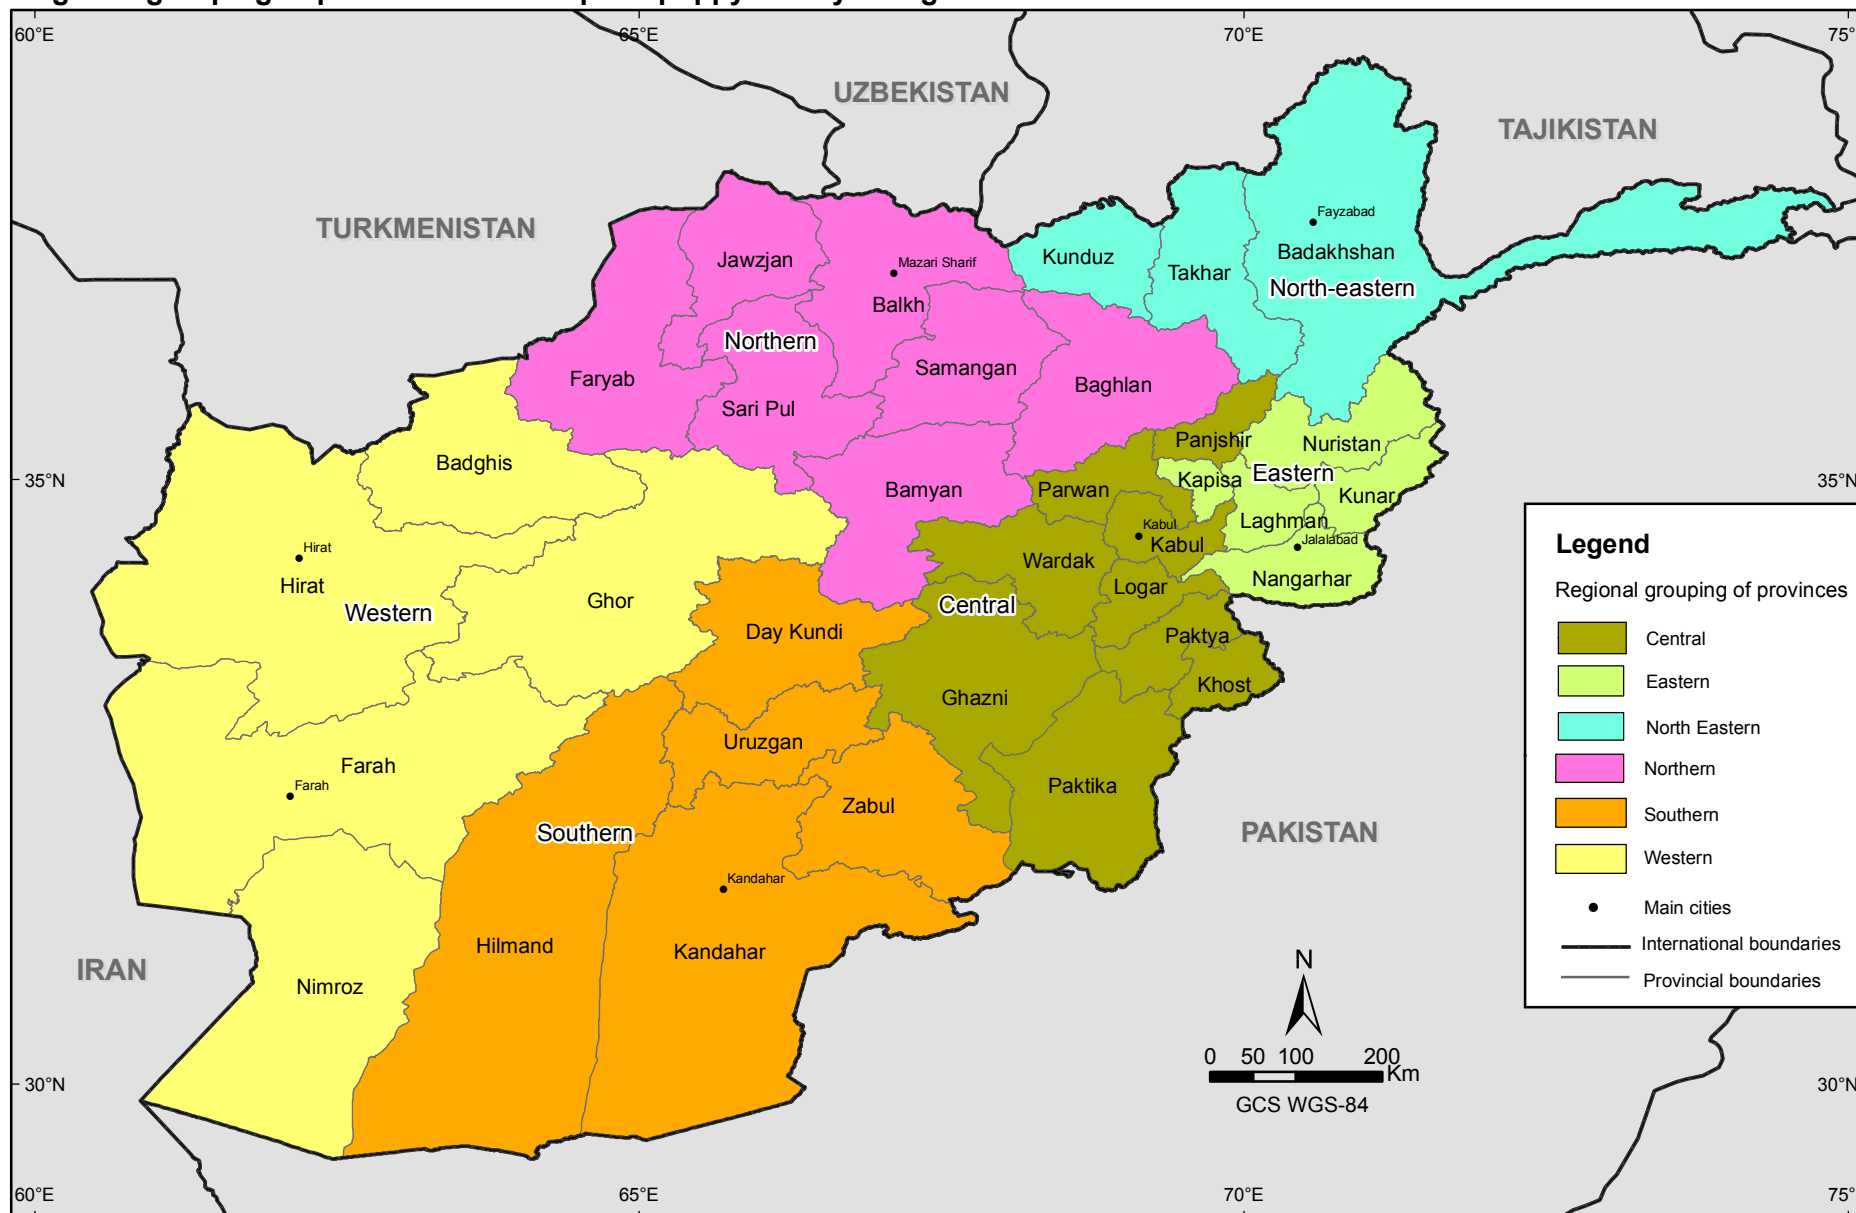 60°E
65°E
70°E
75°
UZBEKISTAN
TAJIKISTAN
TURKMENISTAN
Fayzabad
Badakhshan
Kunduz
Takhar
North-eastern
Jawzjan
Mazari Sharif
Balkh
Northern
Samangan
Faryab
Baghlan
Sari Pul
Panjshir
Nuristan
Badghis
Eastern
35°N
Kapisa
35°N
Bamyan
Parwan
Kunar
Laghman
Kabul
Kabul
Jalalabad
Hirat
Hirat
Wardak
Nangarhar
Logar
Ghor
Central
Western
Day Kundi
Paktya
Khost
Ghazni
Uruzgan
Farah
Farah
Paktika
Zabul
Southern
PAKISTAN
Kandahar
Hilmand
Kandahar
IRAN
Nimroz
Legend
Regional grouping of provinces
Central
Eastern
North Eastern
Northern
Southern
Western
Main cities
International boundaries
Provincial boundaries
N
0 50 100 200
Km
GCS WGS-84
30°N
30°N
60°E
65°E
70°E
75°